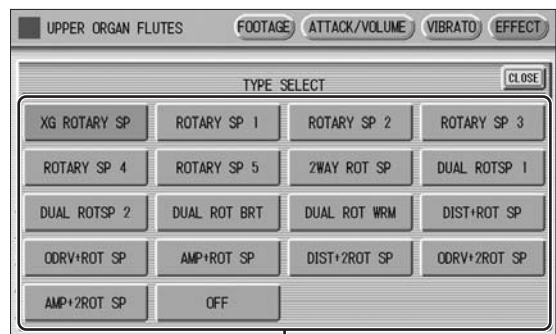 UPPER ORGAN FLUTES FOOTAGE ATTACK/VOLUME VIBRATO EFFECT
TYPE SELECT CLOSE
XG ROTARY SP ROTARY SP 1 ROTARY SP 2 ROTARY SP 3
ROTARY SP 4 ROTARY SP 5 2WAY ROT SP DUAL ROTSP 1
DUAL ROTSP 2 DUAL ROT BRT DUAL ROT WRM DIST+ROT SP
ODRV+ROT SP AMP+ROT SP DIST+2ROT SP ODRV+2ROT SP
AMP+2ROT SP OFF